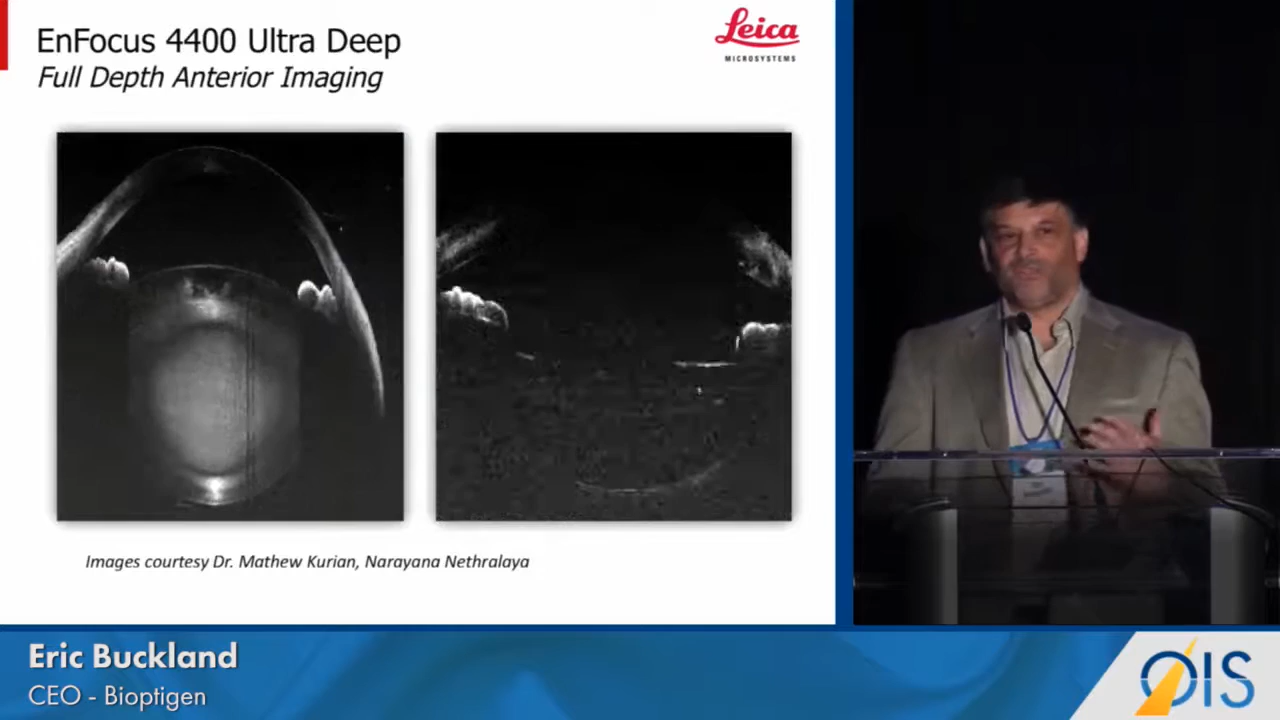 EnFocus 4400 Ultra Deep
Full Depth Anterior Imaging
Leica
MICROSYSTEMS
Images courtesy Dr. Mathew Kurian, Narayana Nethralaya
Eric Buckland
CEO - Bioptigen
OIS